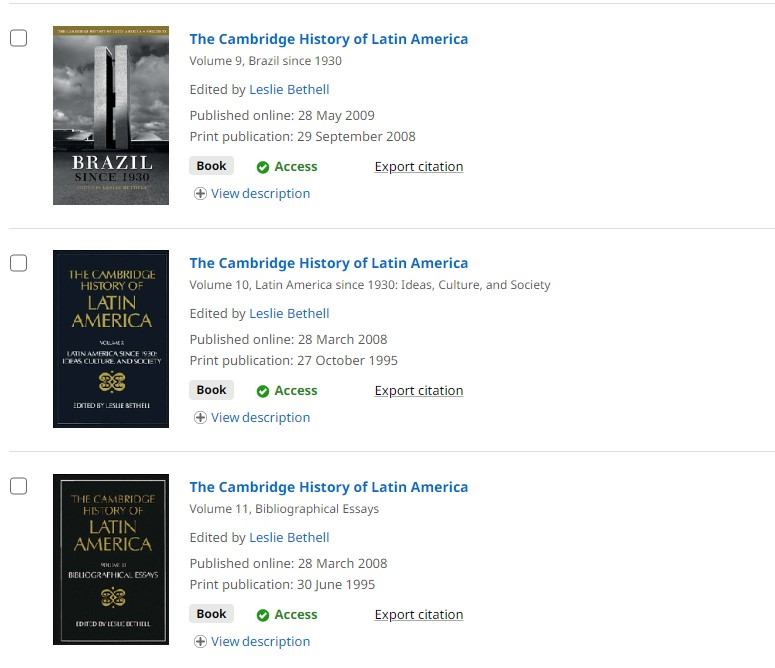 THE CAMBRIDGE HISTORY OF LATIN AMERICA
BRAZIL
SINCE 1930
EDITED BY LESLIE BETHELL
The Cambridge History of Latin America
Volume 9, Brazil since 1930
Edited by Leslie Bethell
Published online: 28 May 2009
Print publication: 29 September 2008
Book Access Export citation
View description
THE CAMBRIDGE
HISTORY OF
LATIN
AMERICA
VOLUME X
LATIN AMERICA SINCE 1930:
IDEAS, CULTURE, AND SOCIETY
EDITED BY LESLIE BETHELL
The Cambridge History of Latin America
Volume 10, Latin America since 1930: Ideas, Culture, and Society
Edited by Leslie Bethell
Published online: 28 March 2008
Print publication: 27 October 1995
Book Access Export citation
View description
THE CAMBRIDGE
HISTORY OF
LATIN
AMERICA
BIBLIOGRAPHICAL ESSAYS
EDITED BY LESLIE BETHELL
The Cambridge History of Latin America
Volume 11, Bibliographical Essays
Edited by Leslie Bethell
Published online: 28 March 2008
Print publication: 30 June 1995
Book Access Export citation
View description